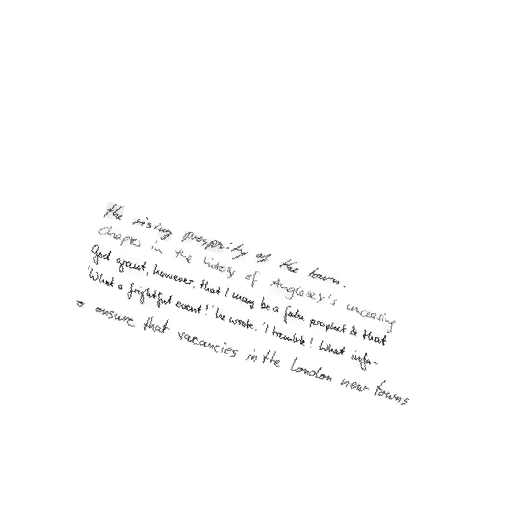 the rising prosperity of the town.
Chapter in the history of Anglesey's unceasing
God grant, however, that I may be a false prophet in that
'What a frightful event!' he wrote. 'I tremble! What infa-
to ensure that vacancies in the London new towns